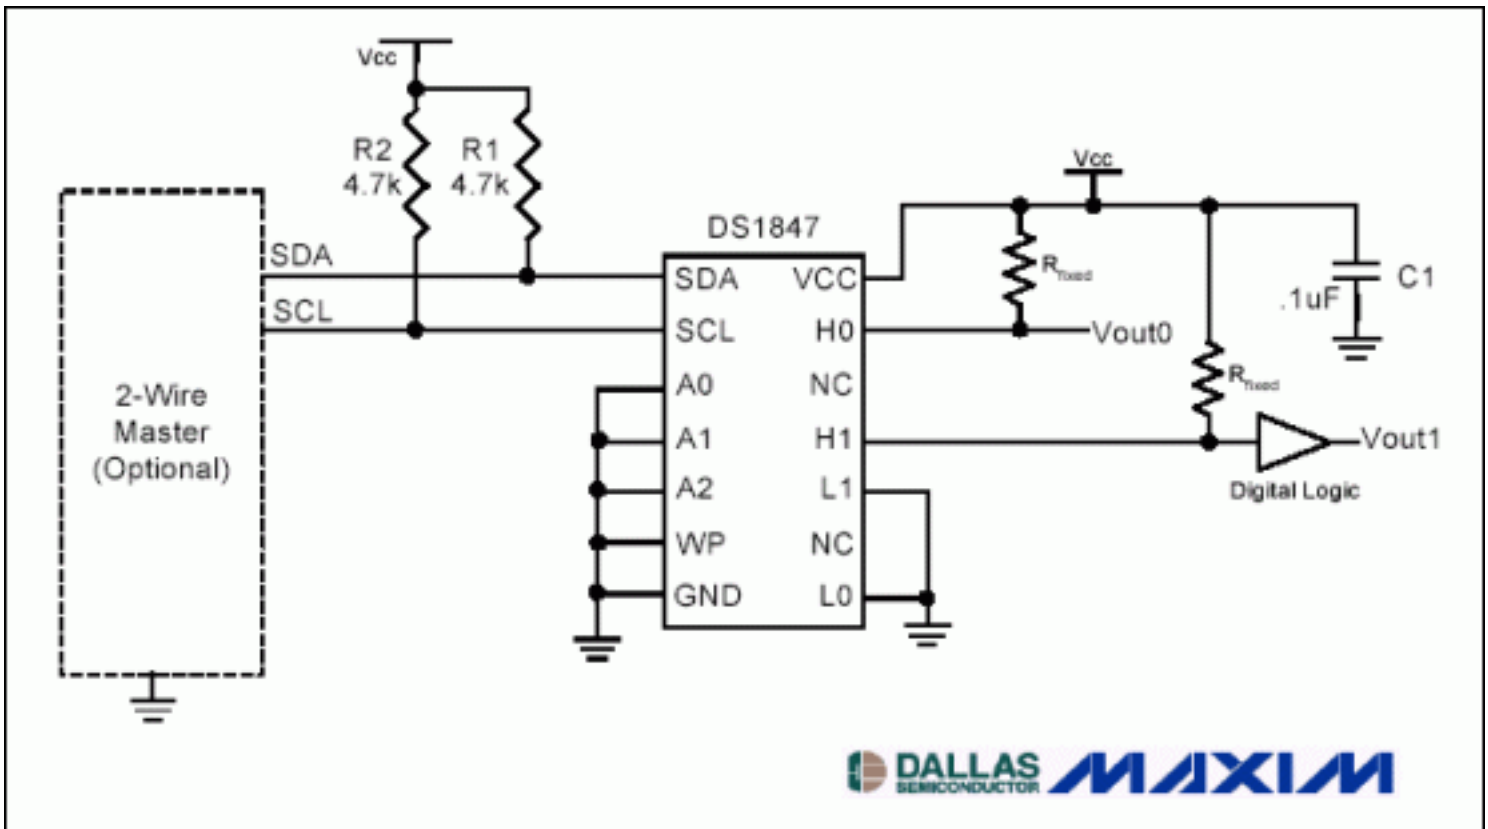 Vcc
R2
4.7k
R1
4.7k
Vcc
DS1847
SDA
SCL
SDA
SCL
A0
A1
A2
WP
GND
VCC
H0
NC
H1
L1
NC
L0
Rfixed
Vout0
.1uF
C1
Rfixed
Vout1
Digital Logic
2-Wire
Master
(Optional)
DALLAS
SEMICONDUCTOR
MAXIM